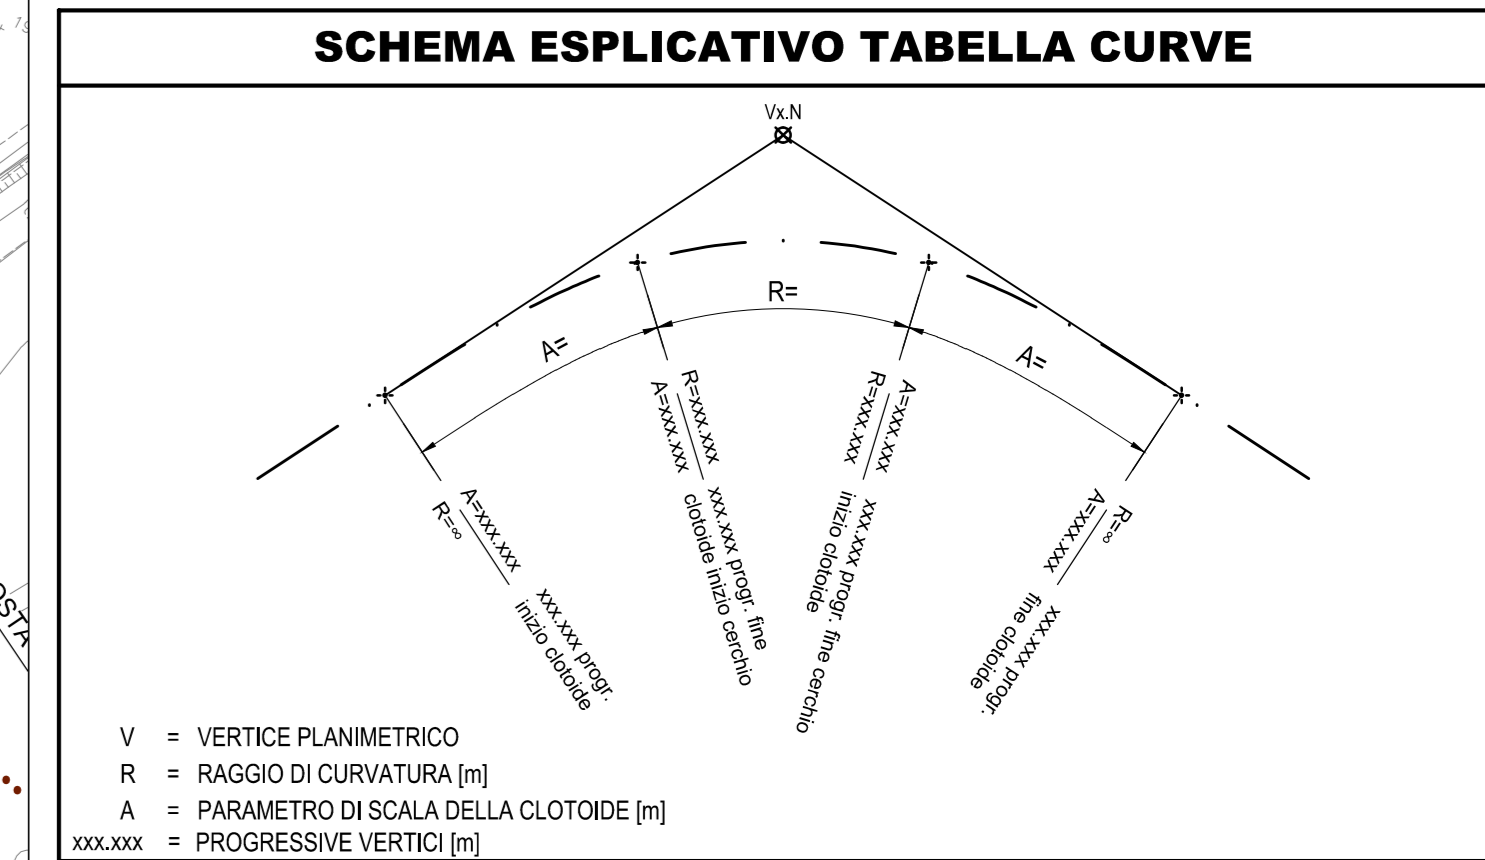 SCHEMA ESPLICATIVO TABELLA CURVE
Vx.N
R=
A=
A=
A=xxx.xxx
R=∞
xxx.xxx progr.
inizio clotoide
R=xxx.xxx
A=xxx.xxx
xxx.xxx progr. fine
clotoide inizio cerchio
A=xxx.xxx
R=xxx.xxx
xxx.xxx progr. fine cerchio
inizio clotoide
R=∞
A=xxx.xxx
xxx.xxx progr.
fine clotoide
V = VERTICE PLANIMETRICO
R = RAGGIO DI CURVATURA [m]
A = PARAMETRO DI SCALA DELLA CLOTOIDE [m]
xxx.xxx = PROGRESSIVE VERTICI [m]